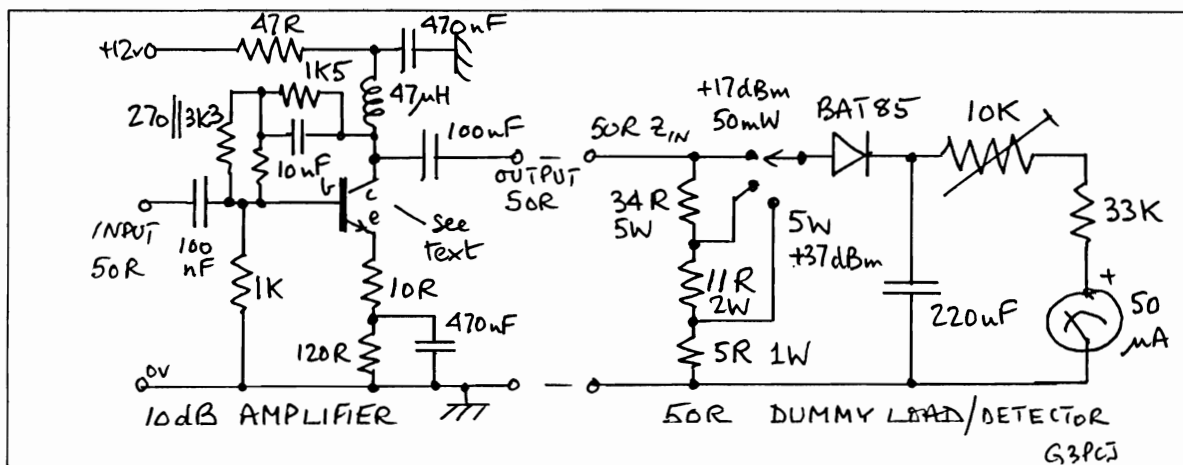 47R
470nF
+12v
1K5
270||3K3
47µH
10nF
100nF
b
c
e
OUTPUT
50R
INPUT
50R
100
nF
see
text
1K
10R
470nF
120R
0V
10dB AMPLIFIER
+17dBm
50mW
BAT85
10K
50R ZIN
34R
5W
5W
+37dBm
33K
11R
2W
220nF
+
50
µA
5R 1W
50R DUMMY LOAD/DETECTOR
G3PCJ